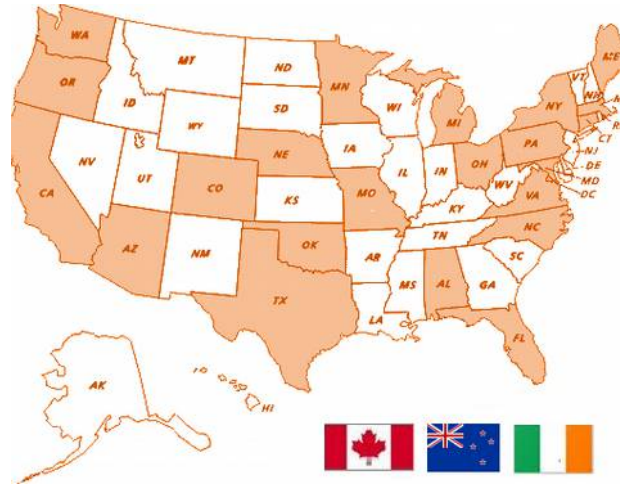 WA
ME
MT
ND
VT
MN
OR
NH
ID
SD
WI
NY
WY
MI
IA
PA
NE
NJ
CT
NV
OH
DE
UT
IL
IN
MD
CA
CO
WV
VA
DC
KS
MO
KY
NC
TN
AZ
OK
NM
AR
SC
MS
AL
GA
TX
LA
FL
AK
HI